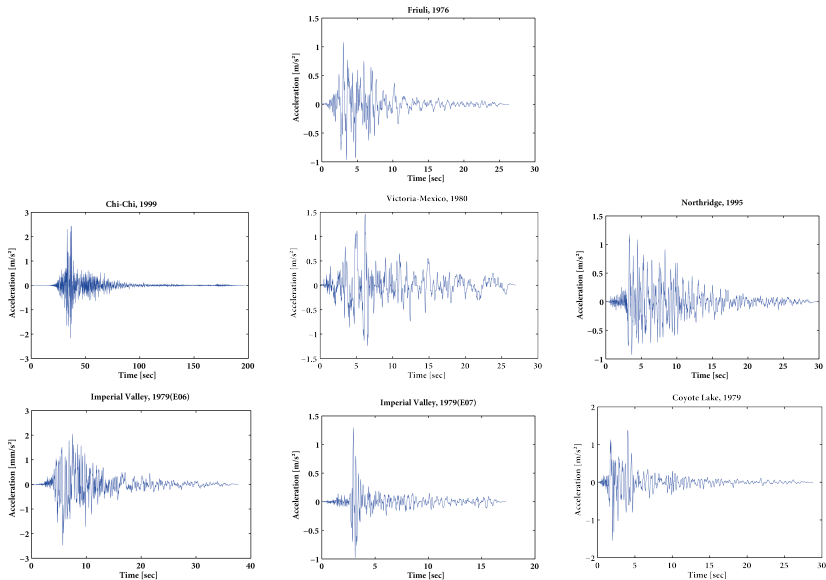 Friuli, 1976
1.5
1
0.5
0
−0.5
−1
Acceleration [m/s²]
0 5 10 15 20 25 30
Time [sec]
Chi-Chi, 1999
3
2
1
0
−1
−2
−3
Acceleration [m/s²]
0 50 100 150 200
Time [sec]
Victoria-Mexico, 1980
1.5
1
0.5
0
−0.5
−1
−1.5
Acceleration [m/s²]
0 5 10 15 20 25 30
Time [sec]
Northridge, 1995
1.5
1
0.5
0
−0.5
−1
Acceleration [m/s²]
0 5 10 15 20 25 30
Time [sec]
Imperial Valley, 1979(E06)
3
2
1
0
−1
−2
−3
Acceleration [mm/s²]
0 10 20 30 40
Time [sec]
Imperial Valley, 1979(E07)
1.5
1
0.5
0
−0.5
−1
Acceleration [m/s²]
0 5 10 15 20
Time [sec]
Coyote Lake, 1979
2
1
0
−1
−2
Acceleration [m/s²]
0 5 10 15 20 25 30
Time [sec]